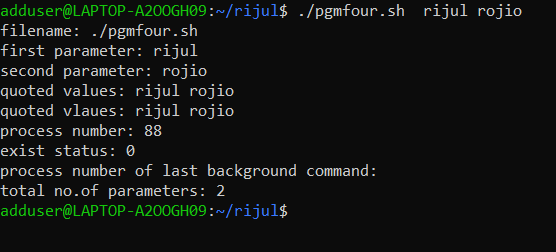 adduser@LAPTOP-A2OOGH09:~/rijul$ ./pgmfour.sh  rijul rojio
filename: ./pgmfour.sh
first parameter: rijul
second parameter: rojio
quoted values: rijul rojio
quoted vlaues: rijul rojio
process number: 88
exist status: 0
process number of last background command:
total no.of parameters: 2
adduser@LAPTOP-A2OOGH09:~/rijul$